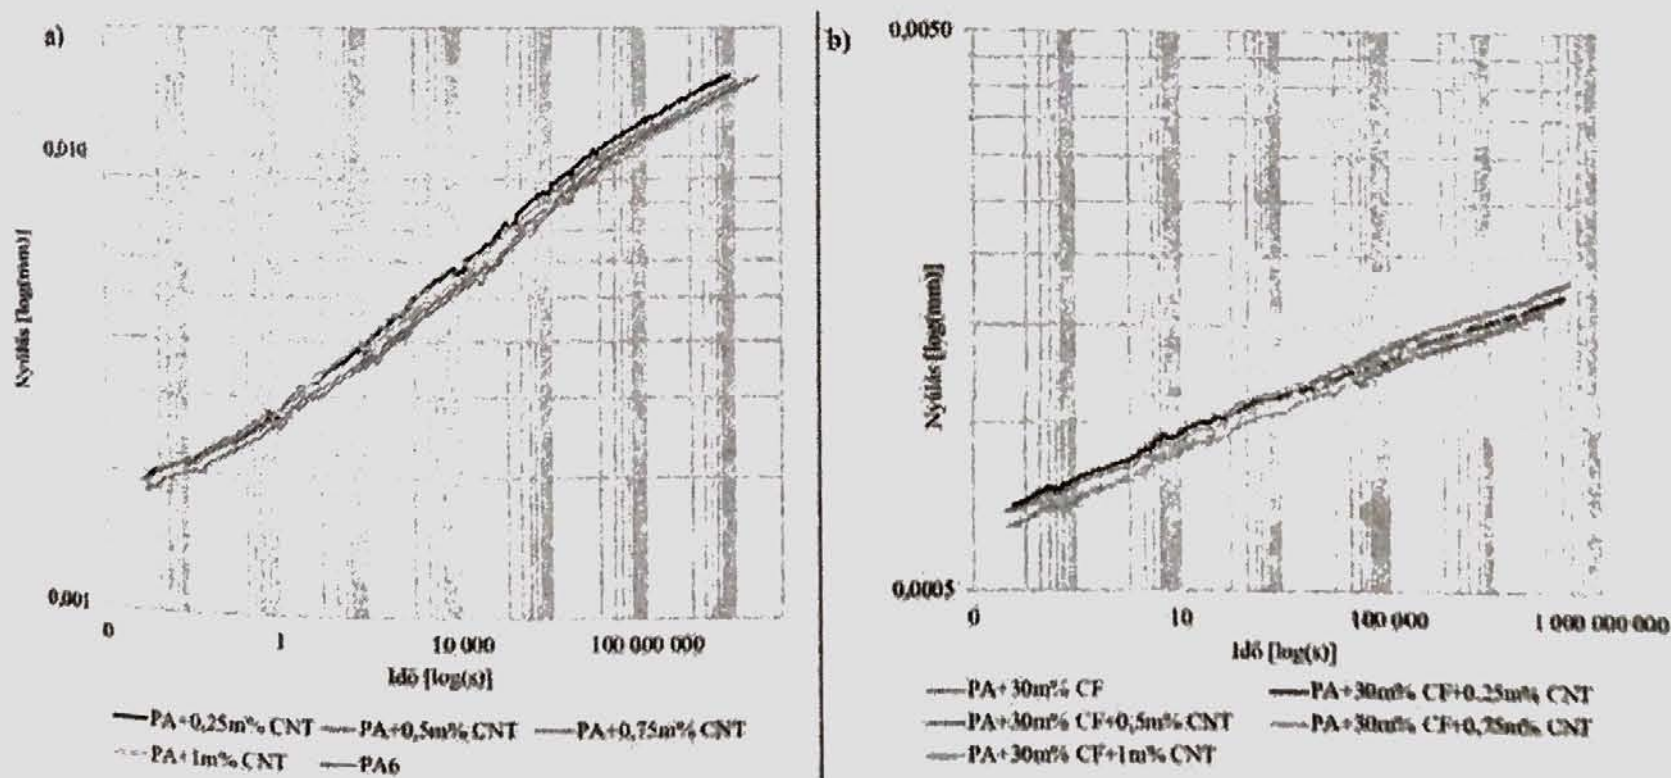 a)
0,010
0,001
Nyúlás [log(mm)]
0
1
10 000
100 000 000
Idő [log(s)]
PA+0,25m% CNT
PA+0,5m% CNT
PA+0,75m% CNT
PA+1m% CNT
PA6
b)
0,0050
0,0005
Nyúlás [log(mm)]
0
10
100 000
1 000 000 000
Idő [log(s)]
PA+30m% CF
PA+30m% CF+0,25m% CNT
PA+30m% CF+0,5m% CNT
PA+30m% CF+0,75m% CNT
PA+30m% CF+1m% CNT